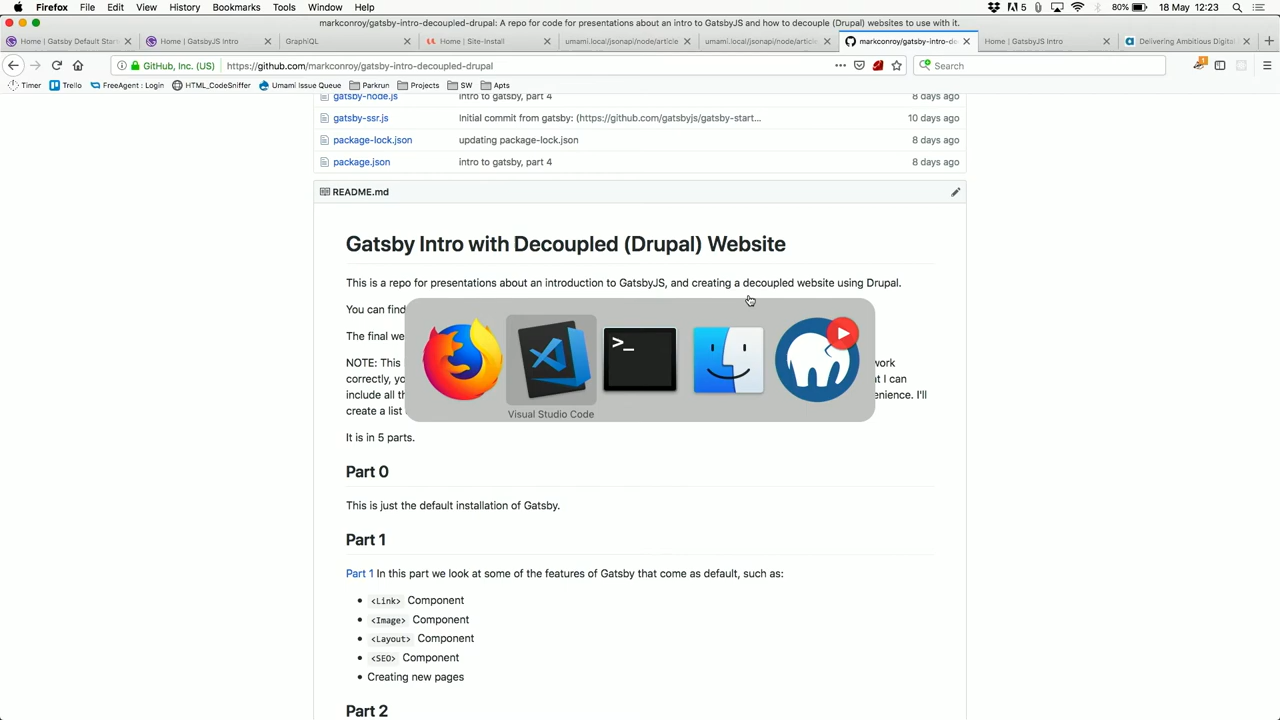 Firefox File Edit View History Bookmarks Tools Window Help 5 80% 18 May 12:23
markconroy/gatsby-intro-decoupled-drupal: A repo for code for presentations about an intro to GatsbyJS and how to decouple (Drupal) websites to use with it.
Home | Gatsby Default Star Home | GatsbyJS Intro GraphiQL Home | Site-Install umami.local/jsonapi/node/article umami.local/jsonapi/node/article markconroy/gatsby-intro-de Home | GatsbyJS Intro Delivering Ambitious Digital
GitHub, Inc. (US) https://github.com/markconroy/gatsby-intro-decoupled-drupal Search
Timer Trello FreeAgent : Login HTML_CodeSniffer Umami Issue Queue Parkrun Projects SW Apts
gatsby-node.js intro to gatsby, part 4 8 days ago
gatsby-ssr.js Initial commit from gatsby: (https://github.com/gatsbyjs/gatsby-start... 10 days ago
package-lock.json updating package-lock.json 8 days ago
package.json intro to gatsby, part 4 8 days ago
README.md
Gatsby Intro with Decoupled (Drupal) Website
This is a repo for presentations about an introduction to GatsbyJS, and creating a decoupled website using Drupal.
You can find
The final we
NOTE: This work
correctly, yo t I can
include all th enience. I'll
create a list
>_
Visual Studio Code
It is in 5 parts.
Part 0
This is just the default installation of Gatsby.
Part 1
Part 1 In this part we look at some of the features of Gatsby that come as default, such as:
<Link> Component
<Image> Component
<Layout> Component
<SEO> Component
Creating new pages
Part 2